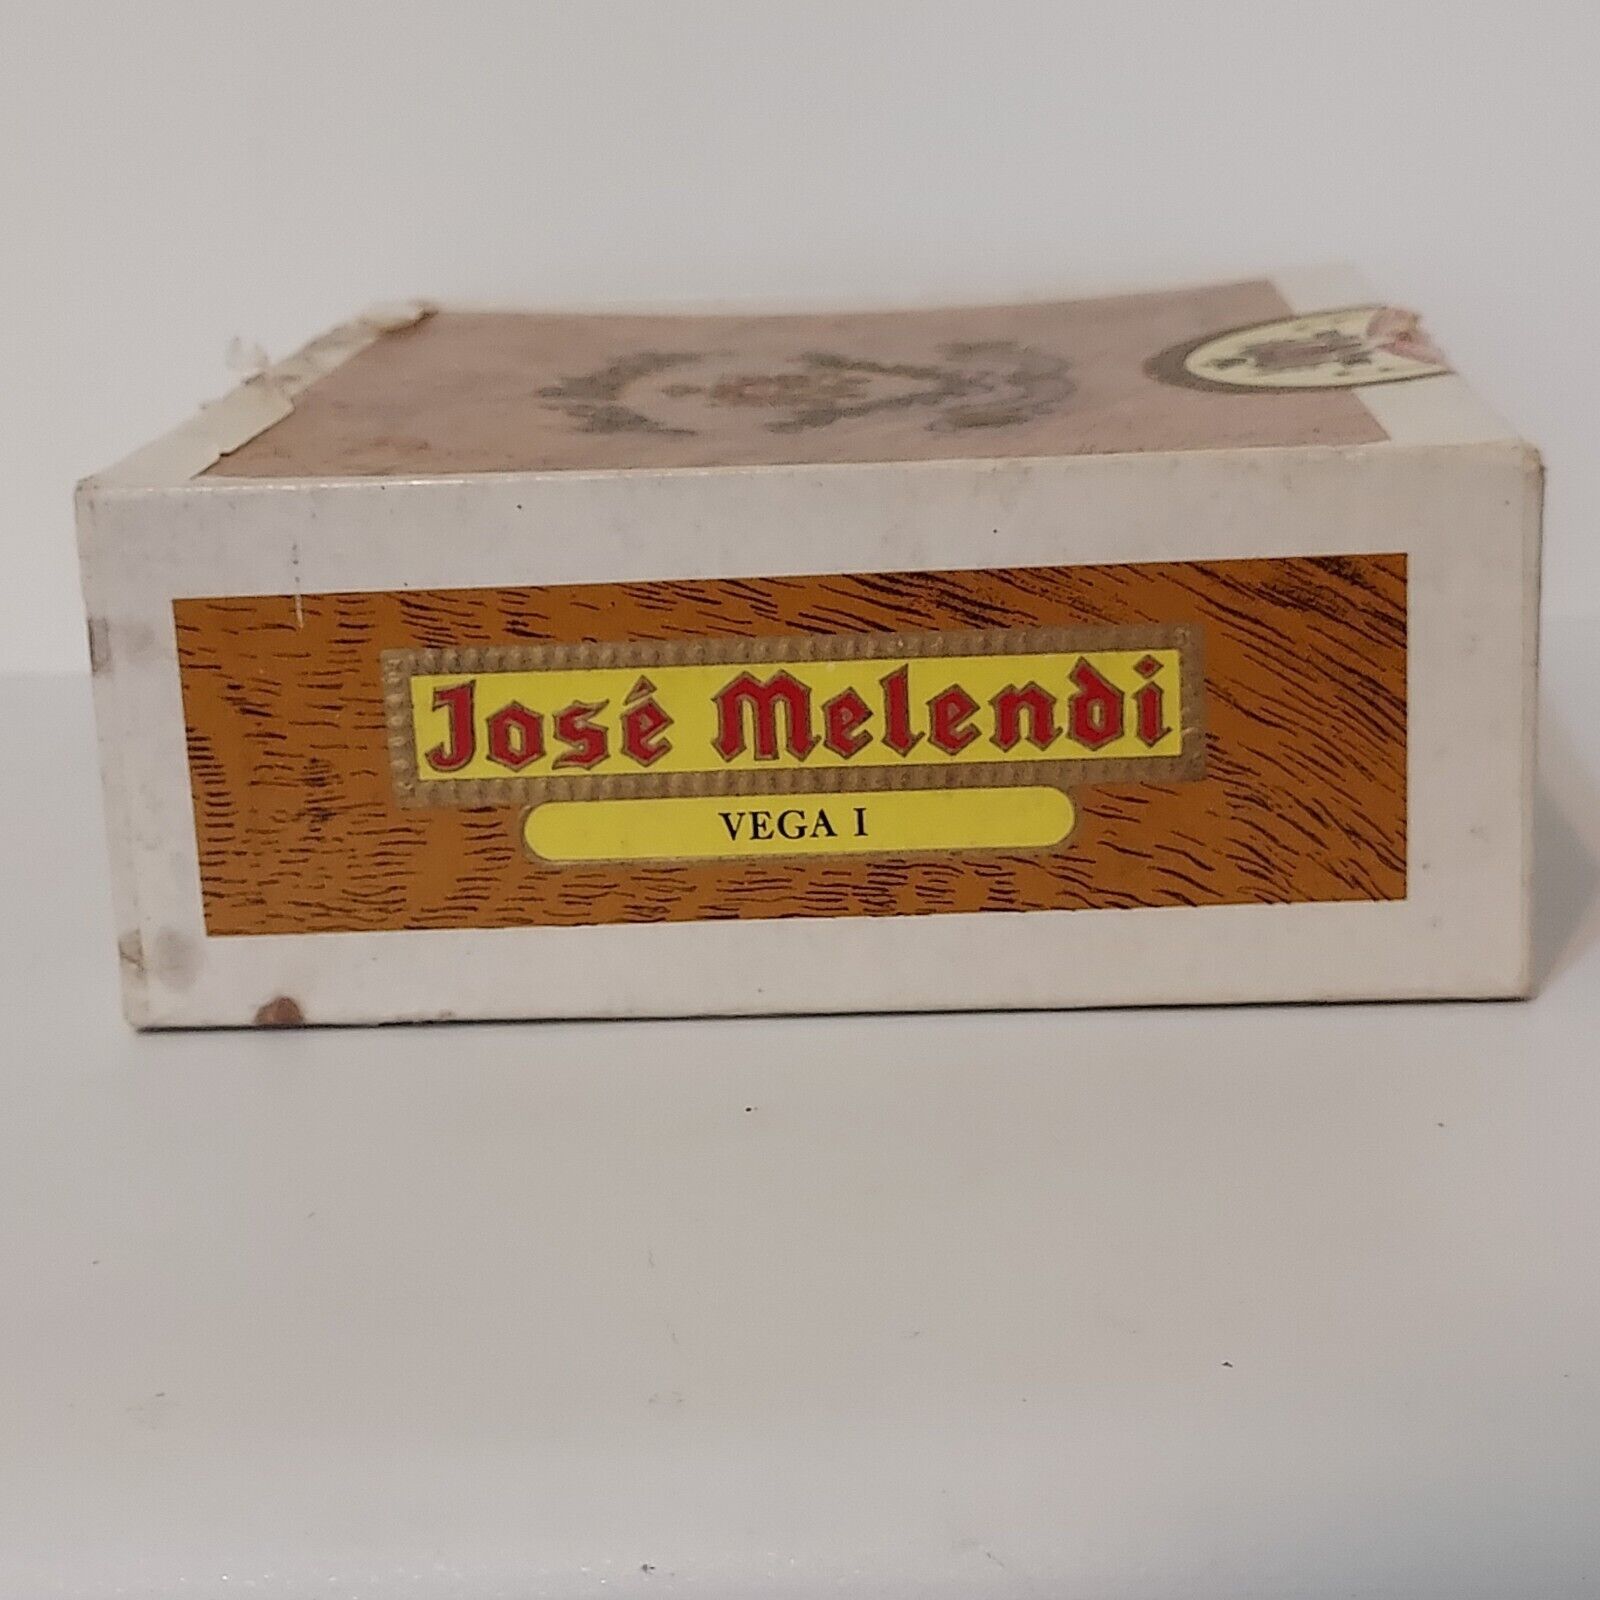 José Melendi
VEGA I